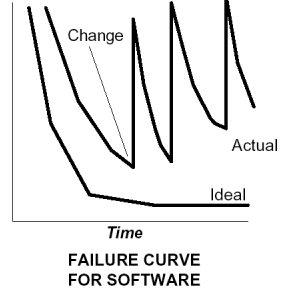 Change
Actual
Ideal
Time
FAILURE CURVE
FOR SOFTWARE